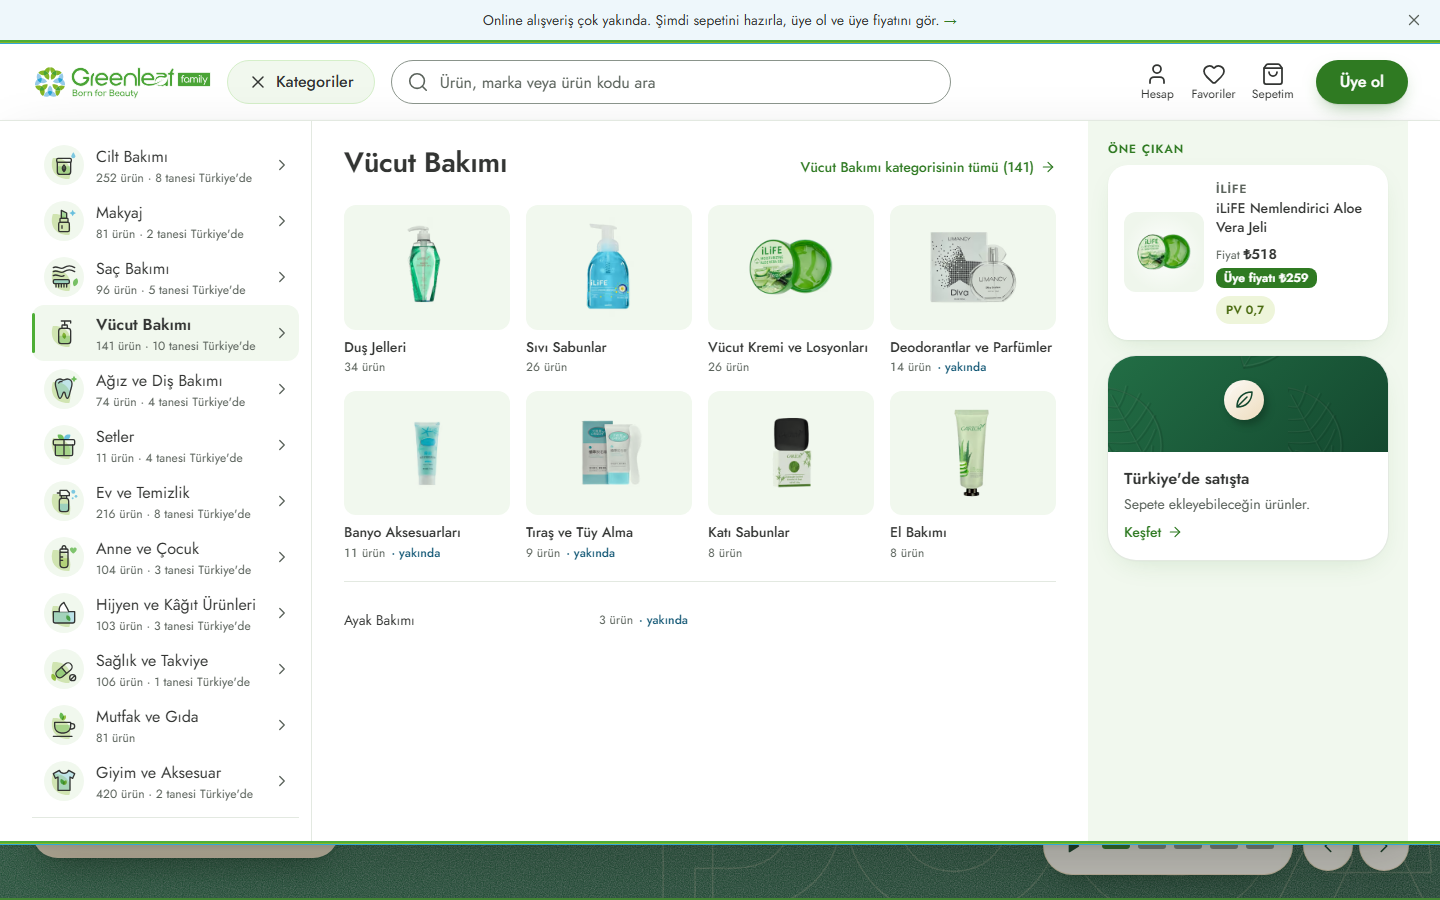 Online alışveriş çok yakında. Şimdi sepetini hazırla, üye ol ve üye fiyatını gör. →
Greenleaf family
Born for Beauty
Kategoriler
Ürün, marka veya ürün kodu ara
Hesap
Favoriler
Sepetim
Üye ol
Cilt Bakımı
252 ürün · 8 tanesi Türkiye'de
Makyaj
81 ürün · 2 tanesi Türkiye'de
Saç Bakımı
96 ürün · 5 tanesi Türkiye'de
Vücut Bakımı
141 ürün · 10 tanesi Türkiye'de
Ağız ve Diş Bakımı
74 ürün · 4 tanesi Türkiye'de
Setler
11 ürün · 4 tanesi Türkiye'de
Ev ve Temizlik
216 ürün · 8 tanesi Türkiye'de
Anne ve Çocuk
104 ürün · 3 tanesi Türkiye'de
Hijyen ve Kâğıt Ürünleri
103 ürün · 3 tanesi Türkiye'de
Sağlık ve Takviye
106 ürün · 1 tanesi Türkiye'de
Mutfak ve Gıda
81 ürün
Giyim ve Aksesuar
420 ürün · 2 tanesi Türkiye'de
Vücut Bakımı
Vücut Bakımı kategorisinin tümü (141) →
iLiFE
iLiFE
UMANCY
UMANCY
Diva
Duş Jelleri
34 ürün
Sıvı Sabunlar
26 ürün
Vücut Kremi ve Losyonları
26 ürün
Deodorantlar ve Parfümler
14 ürün · yakında
Banyo Aksesuarları
11 ürün · yakında
Tıraş ve Tüy Alma
9 ürün · yakında
Katı Sabunlar
8 ürün
El Bakımı
8 ürün
Ayak Bakımı
3 ürün · yakında
ÖNE ÇIKAN
iLiFE
İLİFE
iLiFE Nemlendirici Aloe
Vera Jeli
Fiyat ₺518
Üye fiyatı ₺259
PV 0,7
Türkiye'de satışta
Sepete ekleyebileceğin ürünler.
Keşfet →